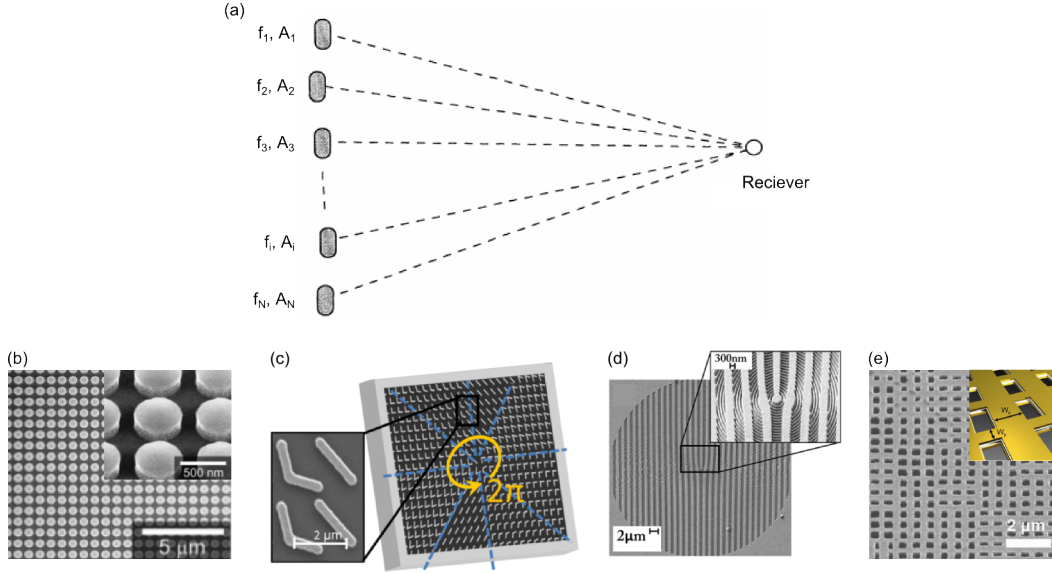 (a)
f1, A1
f2, A2
f3, A3
fi, Ai
fN, AN
Reciever
(b)
500 nm
5 μm
(c)
2 μm
2π
(d)
300nm
2μm
(e)
W
W
2 μm